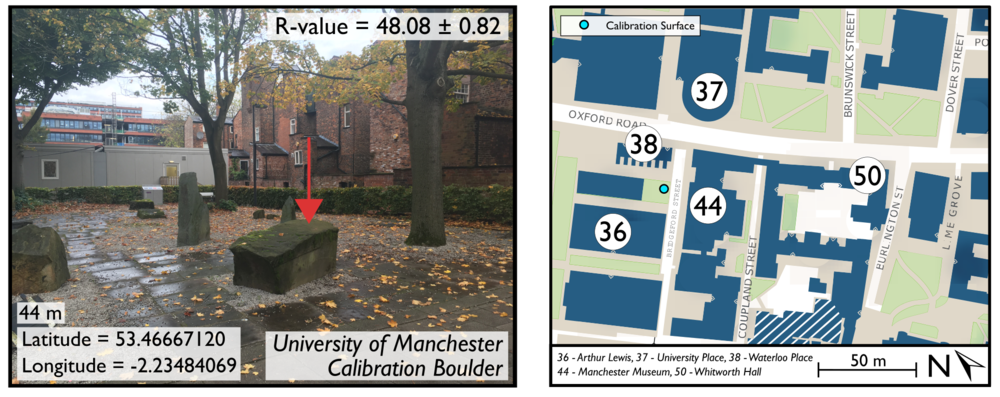 R-value = 48.08 ± 0.82
44 m
Latitude = 53.46667120
Longitude = -2.23484069
University of Manchester
Calibration Boulder
Calibration Surface
OXFORD ROAD
BRUNSWICK STREET
DOVER STREET
PO
37
38
50
44
36
BRIDGEFORD STREET
COUPLAND STREET
BURLINGTON ST
LIME GROVE
36 - Arthur Lewis, 37 - University Place, 38 - Waterloo Place
44 - Manchester Museum, 50 - Whitworth Hall
50 m
N